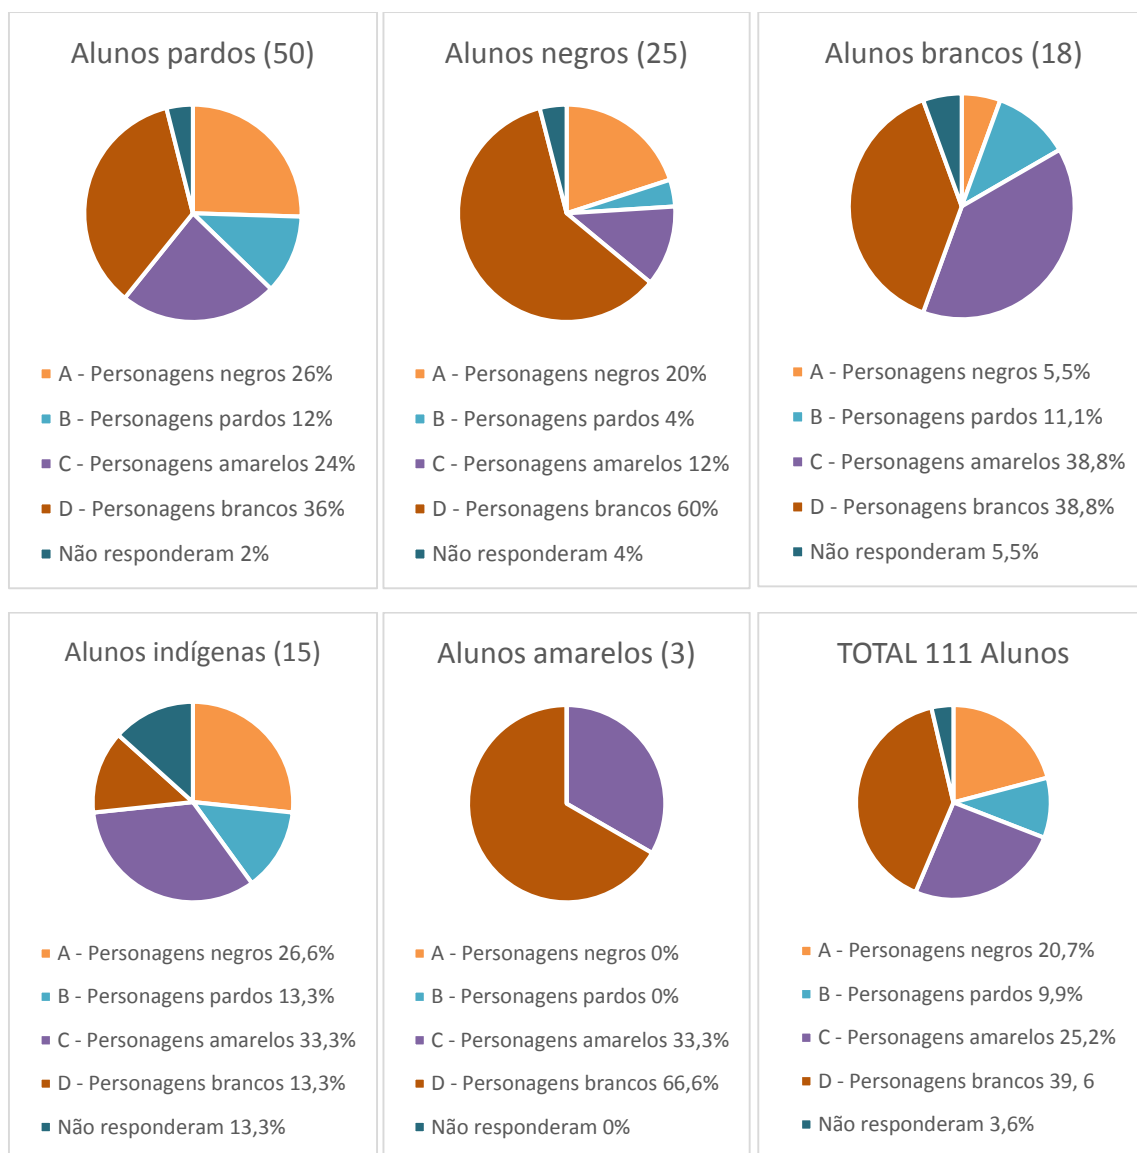 Alunos pardos (50)
A - Personagens negros 26%
B - Personagens pardos 12%
C - Personagens amarelos 24%
D - Personagens brancos 36%
Não responderam 2%
Alunos negros (25)
A - Personagens negros 20%
B - Personagens pardos 4%
C - Personagens amarelos 12%
D - Personagens brancos 60%
Não responderam 4%
Alunos brancos (18)
A - Personagens negros 5,5%
B - Personagens pardos 11,1%
C - Personagens amarelos 38,8%
D - Personagens brancos 38,8%
Não responderam 5,5%
Alunos indígenas (15)
A - Personagens negros 26,6%
B - Personagens pardos 13,3%
C - Personagens amarelos 33,3%
D - Personagens brancos 13,3%
Não responderam 13,3%
Alunos amarelos (3)
A - Personagens negros 0%
B - Personagens pardos 0%
C - Personagens amarelos 33,3%
D - Personagens brancos 66,6%
Não responderam 0%
TOTAL 111 Alunos
A - Personagens negros 20,7%
B - Personagens pardos 9,9%
C - Personagens amarelos 25,2%
D - Personagens brancos 39, 6
Não responderam 3,6%